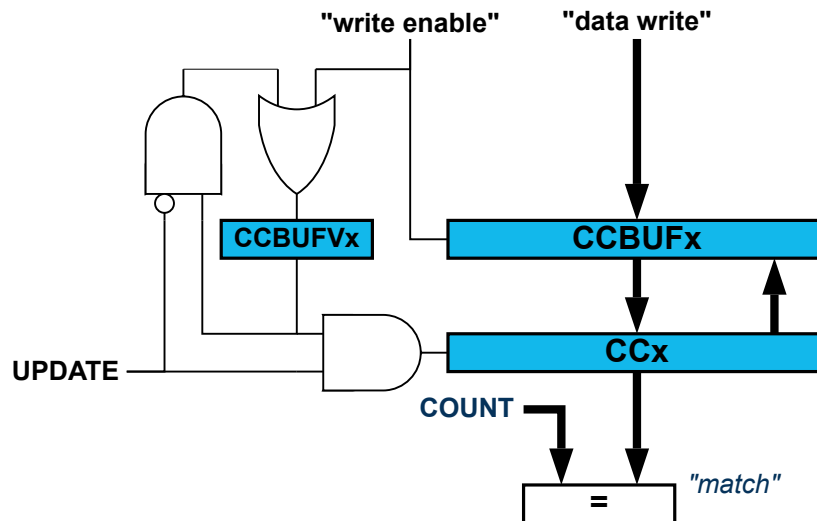 "write enable"
"data write"
CCBUFVx
CCBUFx
CCx
UPDATE
COUNT
"match"
=